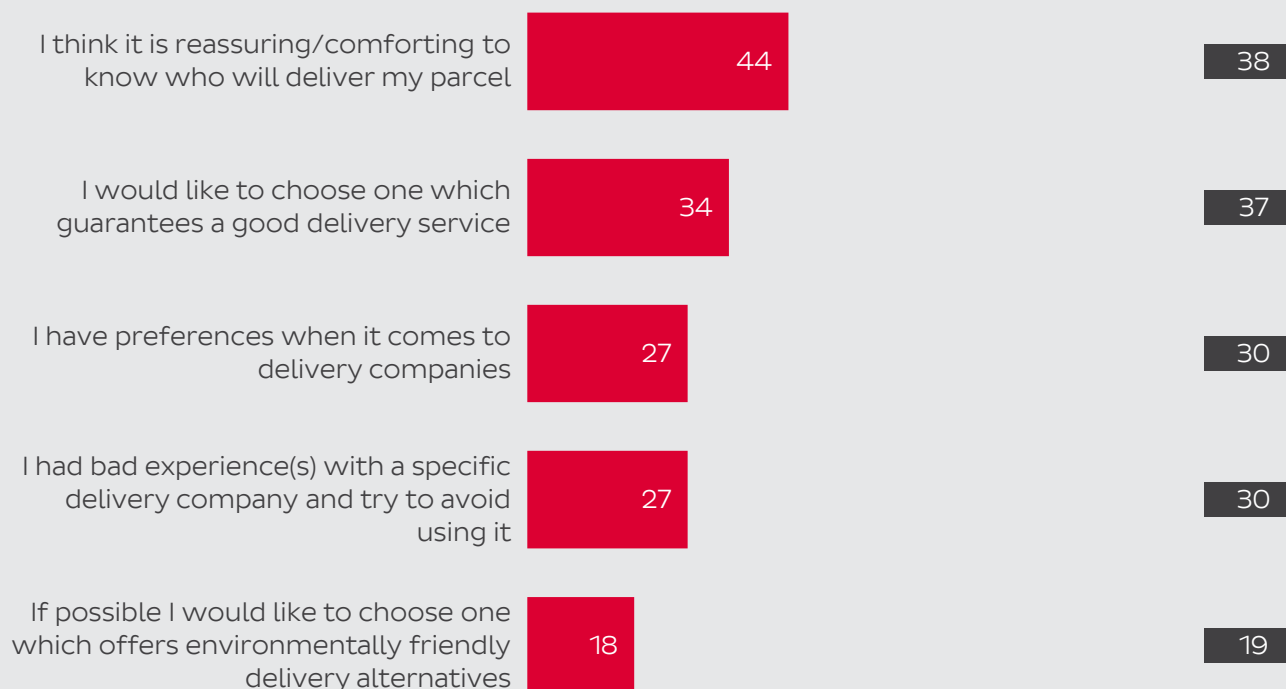 I think it is reassuring/comforting to
know who will deliver my parcel
44
38
I would like to choose one which
guarantees a good delivery service
34
37
I have preferences when it comes to
delivery companies
27
30
I had bad experience(s) with a specific
delivery company and try to avoid
using it
27
30
If possible I would like to choose one
which offers environmentally friendly
delivery alternatives
18
19